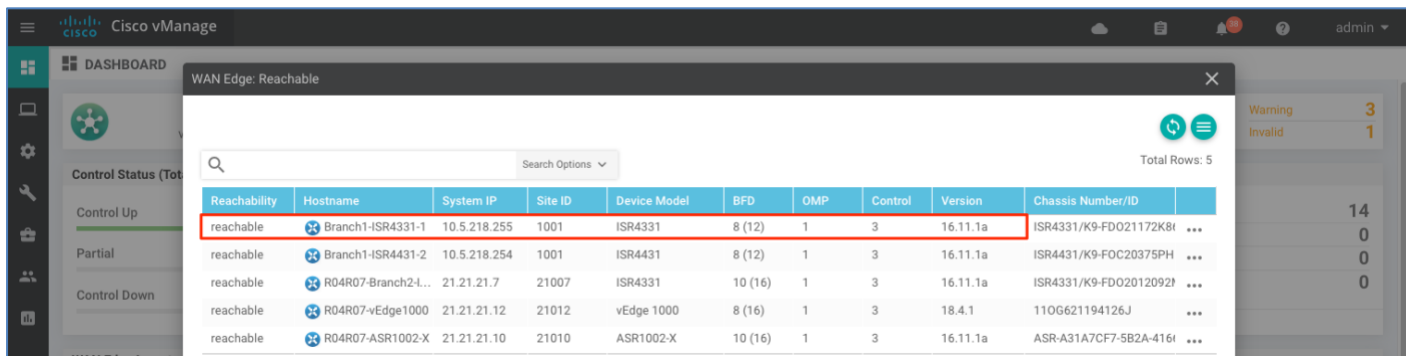 cisco Cisco vManage
28
admin
DASHBOARD
WAN Edge: Reachable
Warning 3
Invalid 1
Search Options
Total Rows: 5
Control Status (Tot
Reachability Hostname System IP Site ID Device Model BFD OMP Control Version Chassis Number/ID
Control Up 14
reachable Branch1-ISR4331-1 10.5.218.255 1001 ISR4331 8 (12) 1 3 16.11.1a ISR4331/K9-FDO21172K8 ...
0
reachable Branch1-ISR4431-2 10.5.218.254 1001 ISR4431 8 (12) 1 3 16.11.1a ISR4431/K9-FOC20375PH ...
Partial 0
reachable R04R07-Branch2-I... 21.21.21.7 21007 ISR4331 10 (16) 1 3 16.11.1a ISR4331/K9-FDO2012092 ...
Control Down 0
reachable R04R07-vEdge1000 21.21.21.12 21012 vEdge 1000 8 (16) 1 3 18.4.1 11OG621194126J ...
reachable R04R07-ASR1002-X 21.21.21.10 21010 ASR1002-X 10 (16) 1 3 16.11.1a ASR-A31A7CF7-5B2A-416 ...